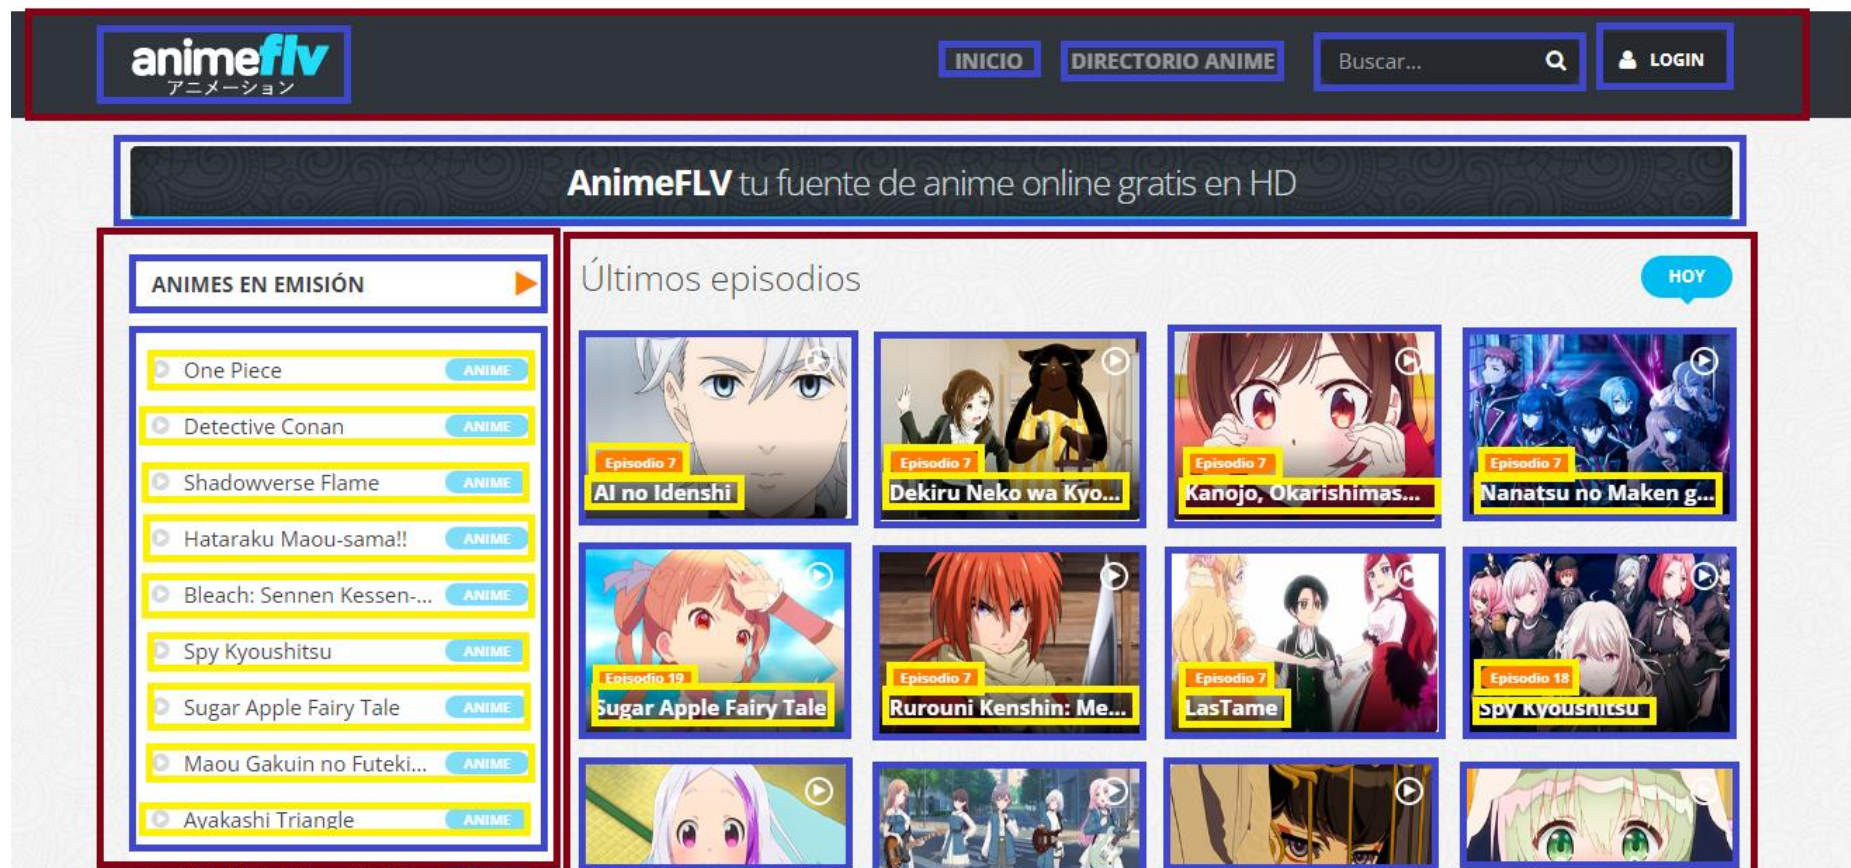 animeflv
アニメーション
INICIO
DIRECTORIO ANIME
Buscar...
LOGIN
AnimeFLV tu fuente de anime online gratis en HD
ANIMES EN EMISIÓN
One Piece ANIME
Detective Conan ANIME
Shadowverse Flame ANIME
Hataraku Maou-sama!! ANIME
Bleach: Sennen Kessen-... ANIME
Spy Kyoushitsu ANIME
Sugar Apple Fairy Tale ANIME
Maou Gakuin no Futeki... ANIME
Ayakashi Triangle ANIME
Últimos episodios
HOY
Episodio 7
AI no Idenshi
Episodio 7
Dekiru Neko wa Kyo...
Episodio 7
Kanojo, Okarishimas...
Episodio 7
Nanatsu no Maken g...
Episodio 19
Sugar Apple Fairy Tale
Episodio 7
Rurouni Kenshin: Me...
Episodio 7
LasTame
Episodio 18
Spy Kyoushitsu